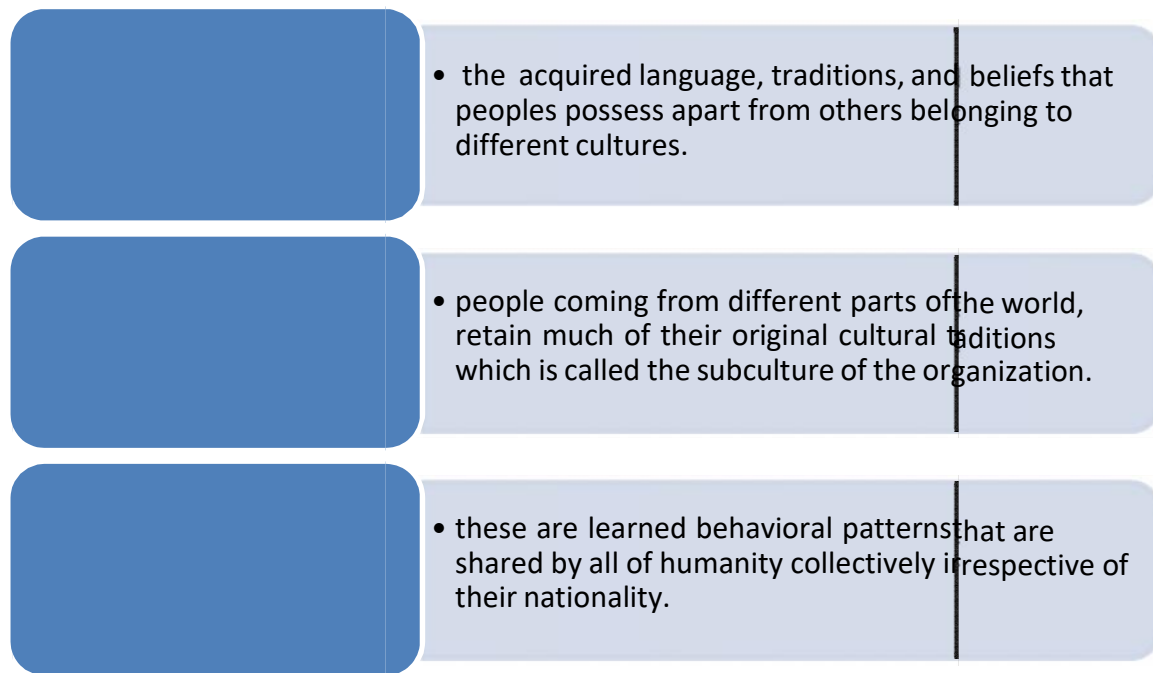 • the acquired language, traditions, and beliefs that
peoples possess apart from others belonging to
different cultures.
• people coming from different parts of the world,
retain much of their original cultural traditions
which is called the subculture of the organization.
• these are learned behavioral patterns that are
shared by all of humanity collectively irrespective of
their nationality.